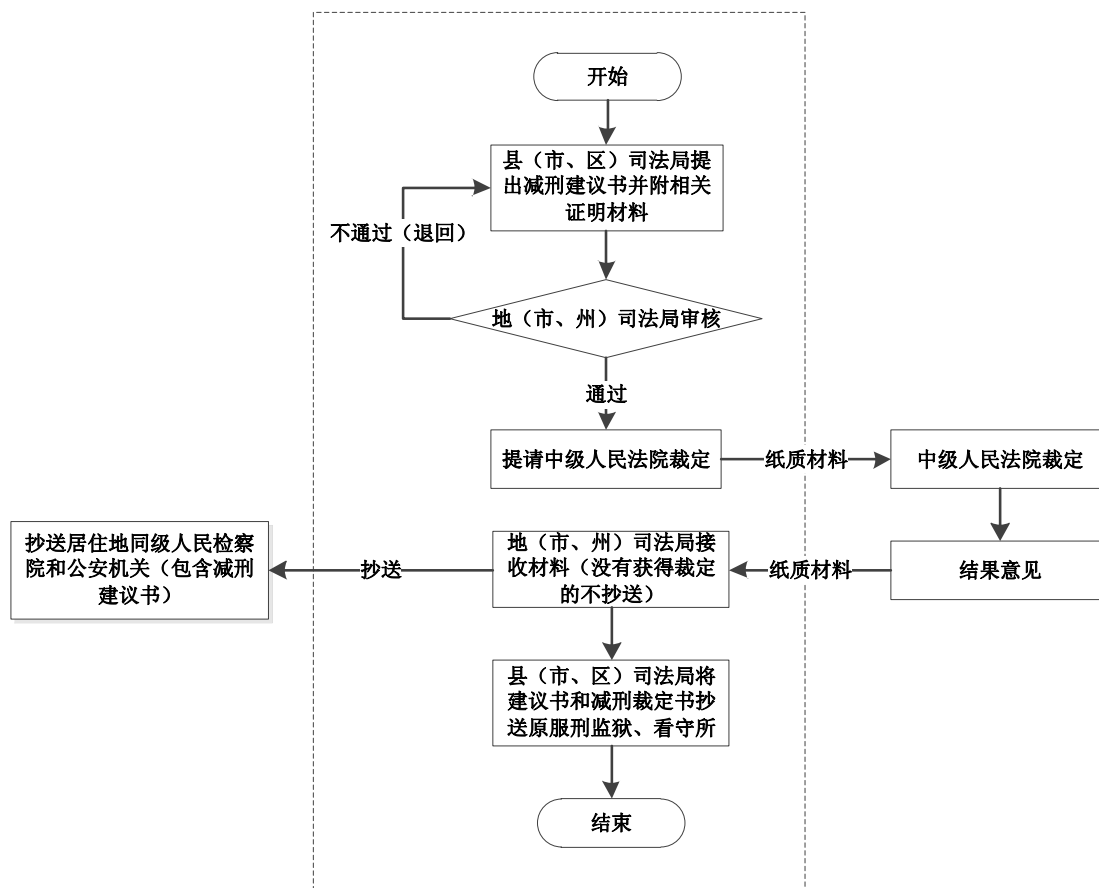 开始
县（市、区）司法局提
出减刑建议书并附相关
证明材料
不通过（退回）
地（市、州）司法局审核
通过
提请中级人民法院裁定
纸质材料
中级人民法院裁定
抄送居住地同级人民检察
院和公安机关（包含减刑
建议书）
抄送
地（市、州）司法局接
收材料（没有获得裁定
的不抄送）
纸质材料
结果意见
县（市、区）司法局将
建议书和减刑裁定书抄
送原服刑监狱、看守所
结束